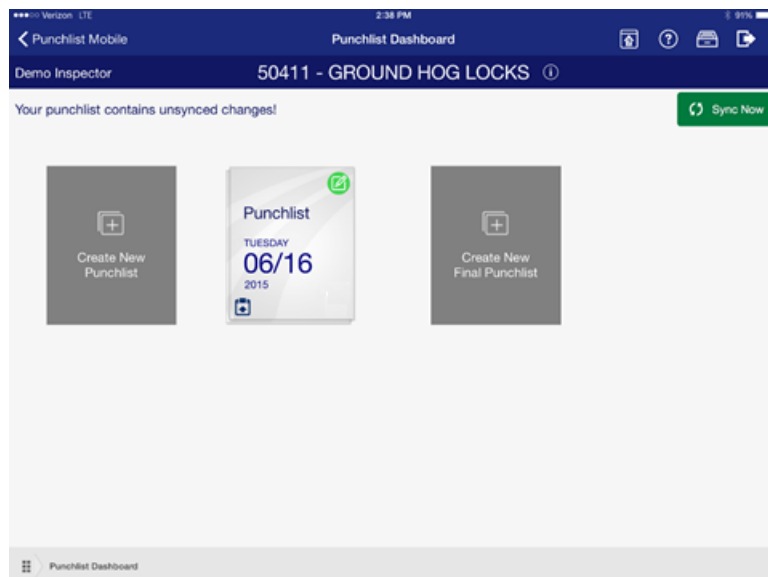 Verizon LTE 2:38 PM 91%
Punchlist Mobile Punchlist Dashboard
Demo Inspector 50411 - GROUND HOG LOCKS
Your punchlist contains unsynced changes! Sync Now
Create New
Punchlist
Punchlist
TUESDAY
06/16
2015
Create New
Final Punchlist
Punchlist Dashboard